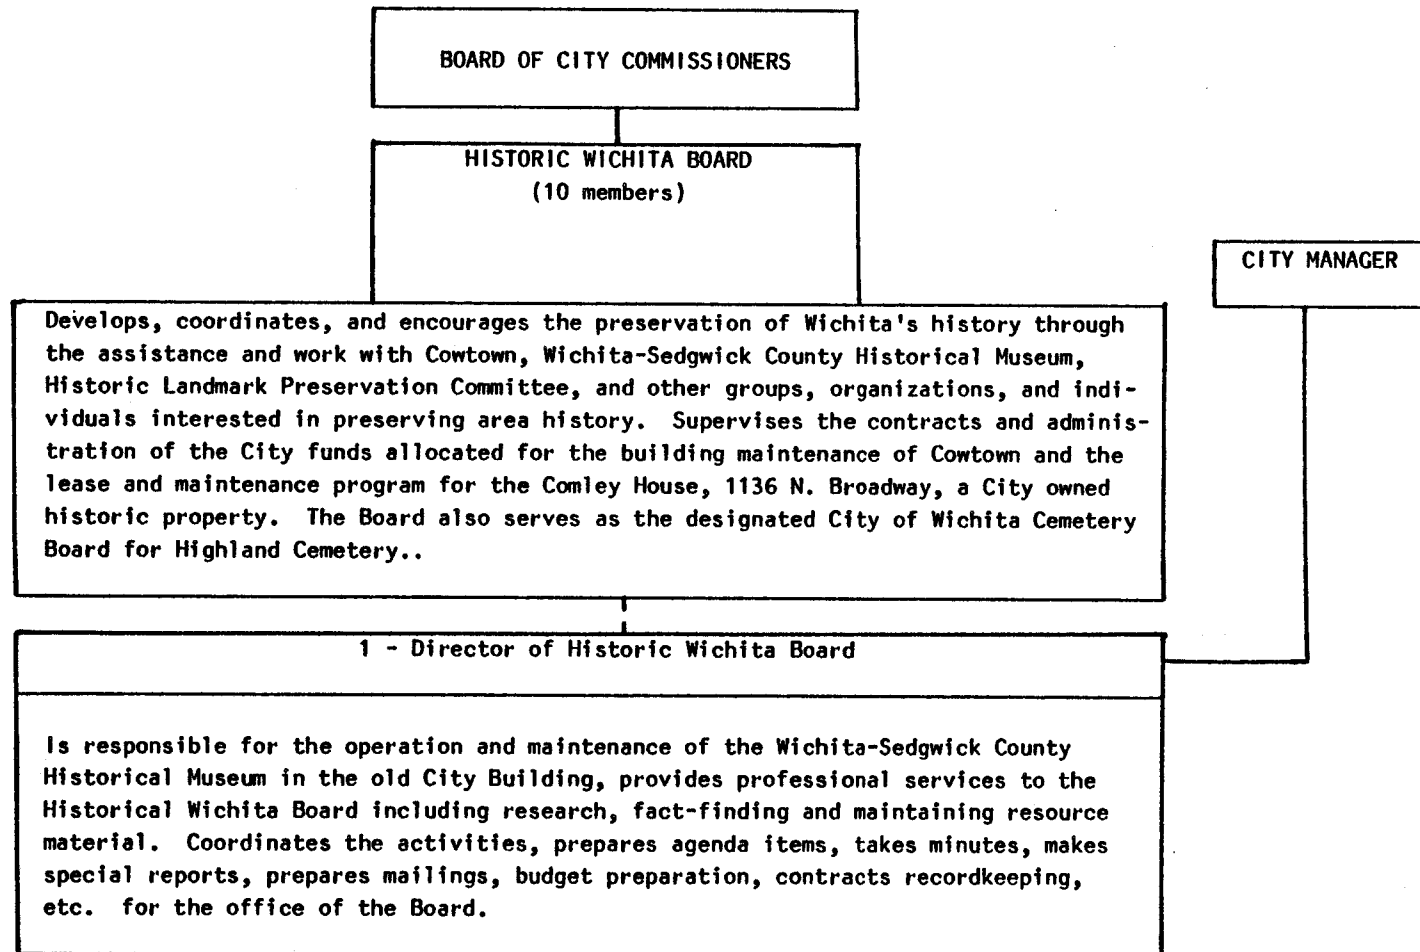 BOARD OF CITY COMMISSIONERS
HISTORIC WICHITA BOARD
(10 members)
CITY MANAGER
Develops, coordinates, and encourages the preservation of Wichita's history through
the assistance and work with Cowtown, Wichita-Sedgwick County Historical Museum,
Historic Landmark Preservation Committee, and other groups, organizations, and indi-
viduals interested in preserving area history. Supervises the contracts and adminis-
tration of the City funds allocated for the building maintenance of Cowtown and the
lease and maintenance program for the Comley House, 1136 N. Broadway, a City owned
historic property. The Board also serves as the designated City of Wichita Cemetery
Board for Highland Cemetery..
1 - Director of Historic Wichita Board
Is responsible for the operation and maintenance of the Wichita-Sedgwick County
Historical Museum in the old City Building, provides professional services to the
Historical Wichita Board including research, fact-finding and maintaining resource
material. Coordinates the activities, prepares agenda items, takes minutes, makes
special reports, prepares mailings, budget preparation, contracts recordkeeping,
etc. for the office of the Board.